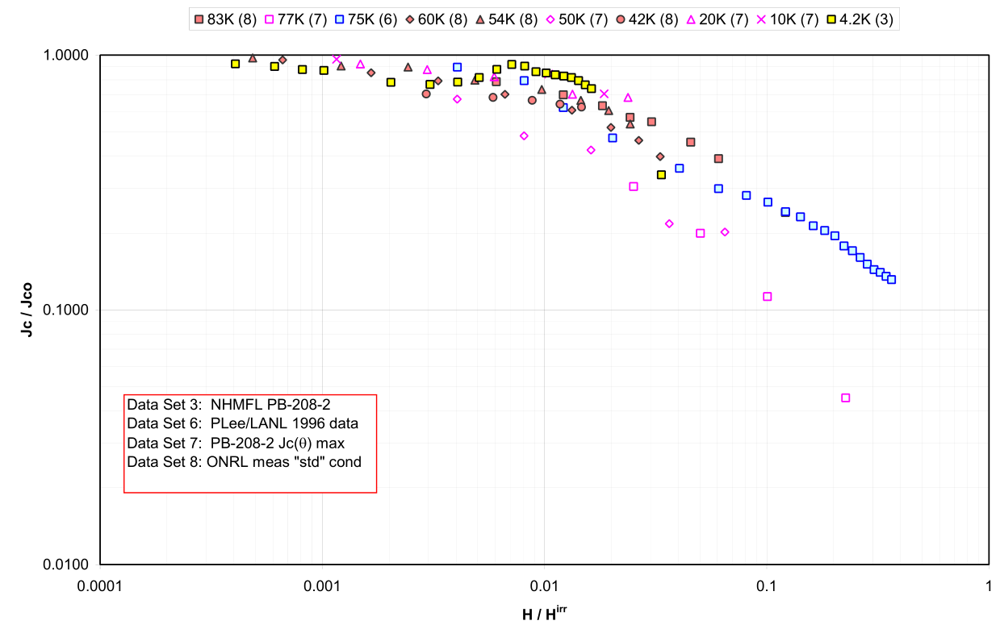 83K (8) 77K (7) 75K (6) 60K (8) 54K (8) 50K (7) 42K (8) 20K (7) 10K (7) 4.2K (3)
1.0000
0.1000
0.0100
Jc / Jco
Data Set 3:  NHMFL PB-208-2
Data Set 6:  PLee/LANL 1996 data
Data Set 7:  PB-208-2 Jc(θ) max
Data Set 8: ONRL meas "std" cond
0.0001 0.001 0.01 0.1 1
H / H^irr